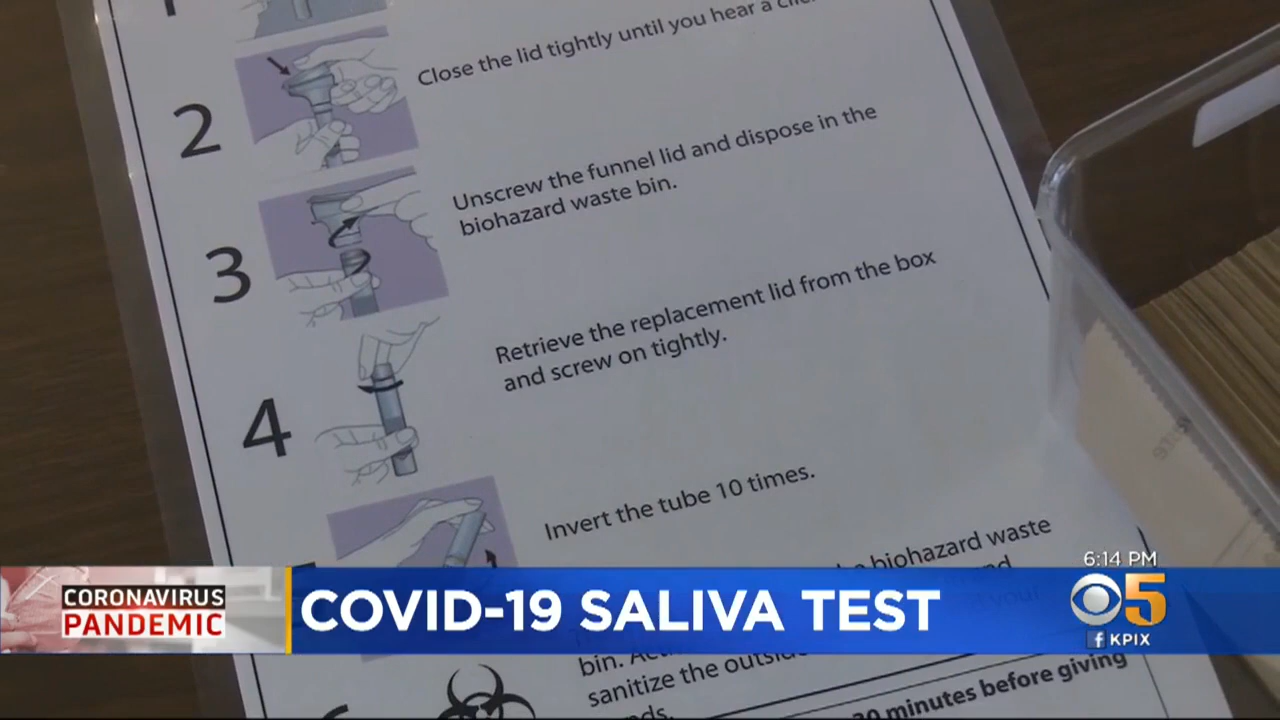 Close the lid tightly until you hear a
2
Unscrew the funnel lid and dispose in the
biohazard waste bin.
3
Retrieve the replacement lid from the box
and screw on tightly.
4
Invert the tube 10 times.
biohazard waste
bin.
sanitize the
30 minutes before giving
6:14 PM
CORONAVIRUS
PANDEMIC
COVID-19 SALIVA TEST
5
f KPIX